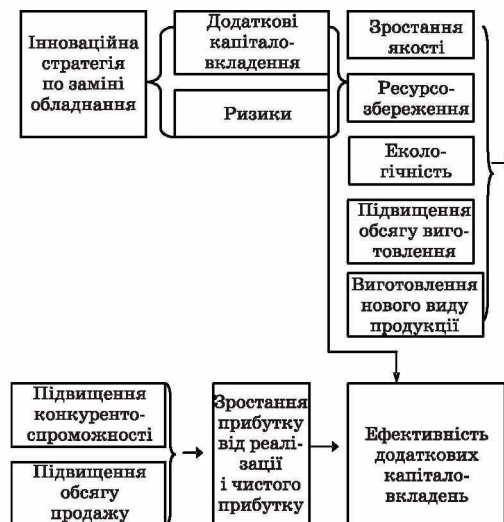 Інноваційна
стратегія
по заміні
обладнання
Додаткові
капітало-
вкладення
Ризики
Зростання
якості
Ресурсо-
збереження
Еколо-
гічність
Підвищення
обсягу виго-
товлення
Виготовлення
нового виду
продукції
Підвищення
конкуренто-
спроможності
Підвищення
обсягу
продажу
Зростання
прибутку
від реалі-
зації
і чистого
прибутку
Ефективність
додаткових
капітало-
вкладень